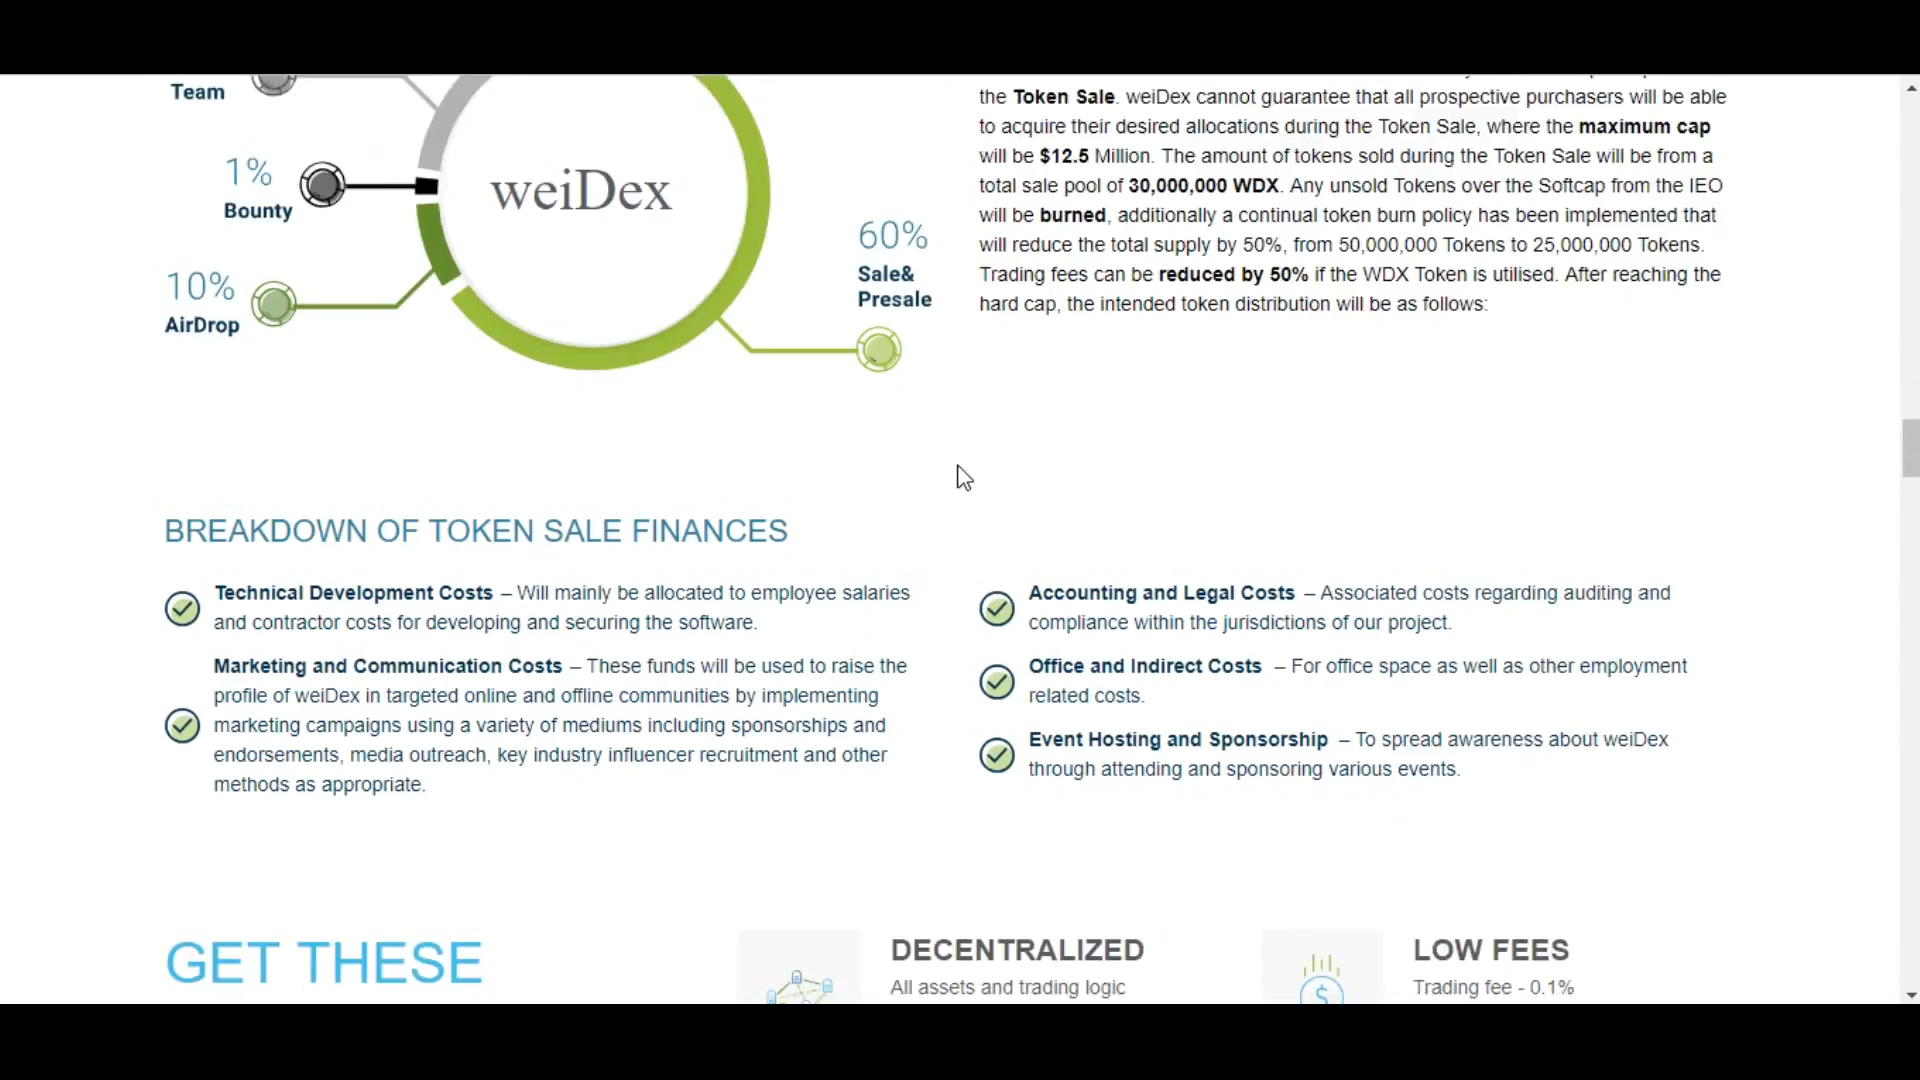 Team
1%
Bounty
10%
AirDrop
weiDex
60%
Sale&
Presale
the Token Sale. weiDex cannot guarantee that all prospective purchasers will be able
to acquire their desired allocations during the Token Sale, where the maximum cap
will be $12.5 Million. The amount of tokens sold during the Token Sale will be from a
total sale pool of 30,000,000 WDX. Any unsold Tokens over the Softcap from the IEO
will be burned, additionally a continual token burn policy has been implemented that
will reduce the total supply by 50%, from 50,000,000 Tokens to 25,000,000 Tokens.
Trading fees can be reduced by 50% if the WDX Token is utilised. After reaching the
hard cap, the intended token distribution will be as follows:
BREAKDOWN OF TOKEN SALE FINANCES
Technical Development Costs – Will mainly be allocated to employee salaries
and contractor costs for developing and securing the software.
Marketing and Communication Costs – These funds will be used to raise the
profile of weiDex in targeted online and offline communities by implementing
marketing campaigns using a variety of mediums including sponsorships and
endorsements, media outreach, key industry influencer recruitment and other
methods as appropriate.
Accounting and Legal Costs – Associated costs regarding auditing and
compliance within the jurisdictions of our project.
Office and Indirect Costs – For office space as well as other employment
related costs.
Event Hosting and Sponsorship – To spread awareness about weiDex
through attending and sponsoring various events.
GET THESE
DECENTRALIZED
All assets and trading logic
LOW FEES
Trading fee - 0.1%